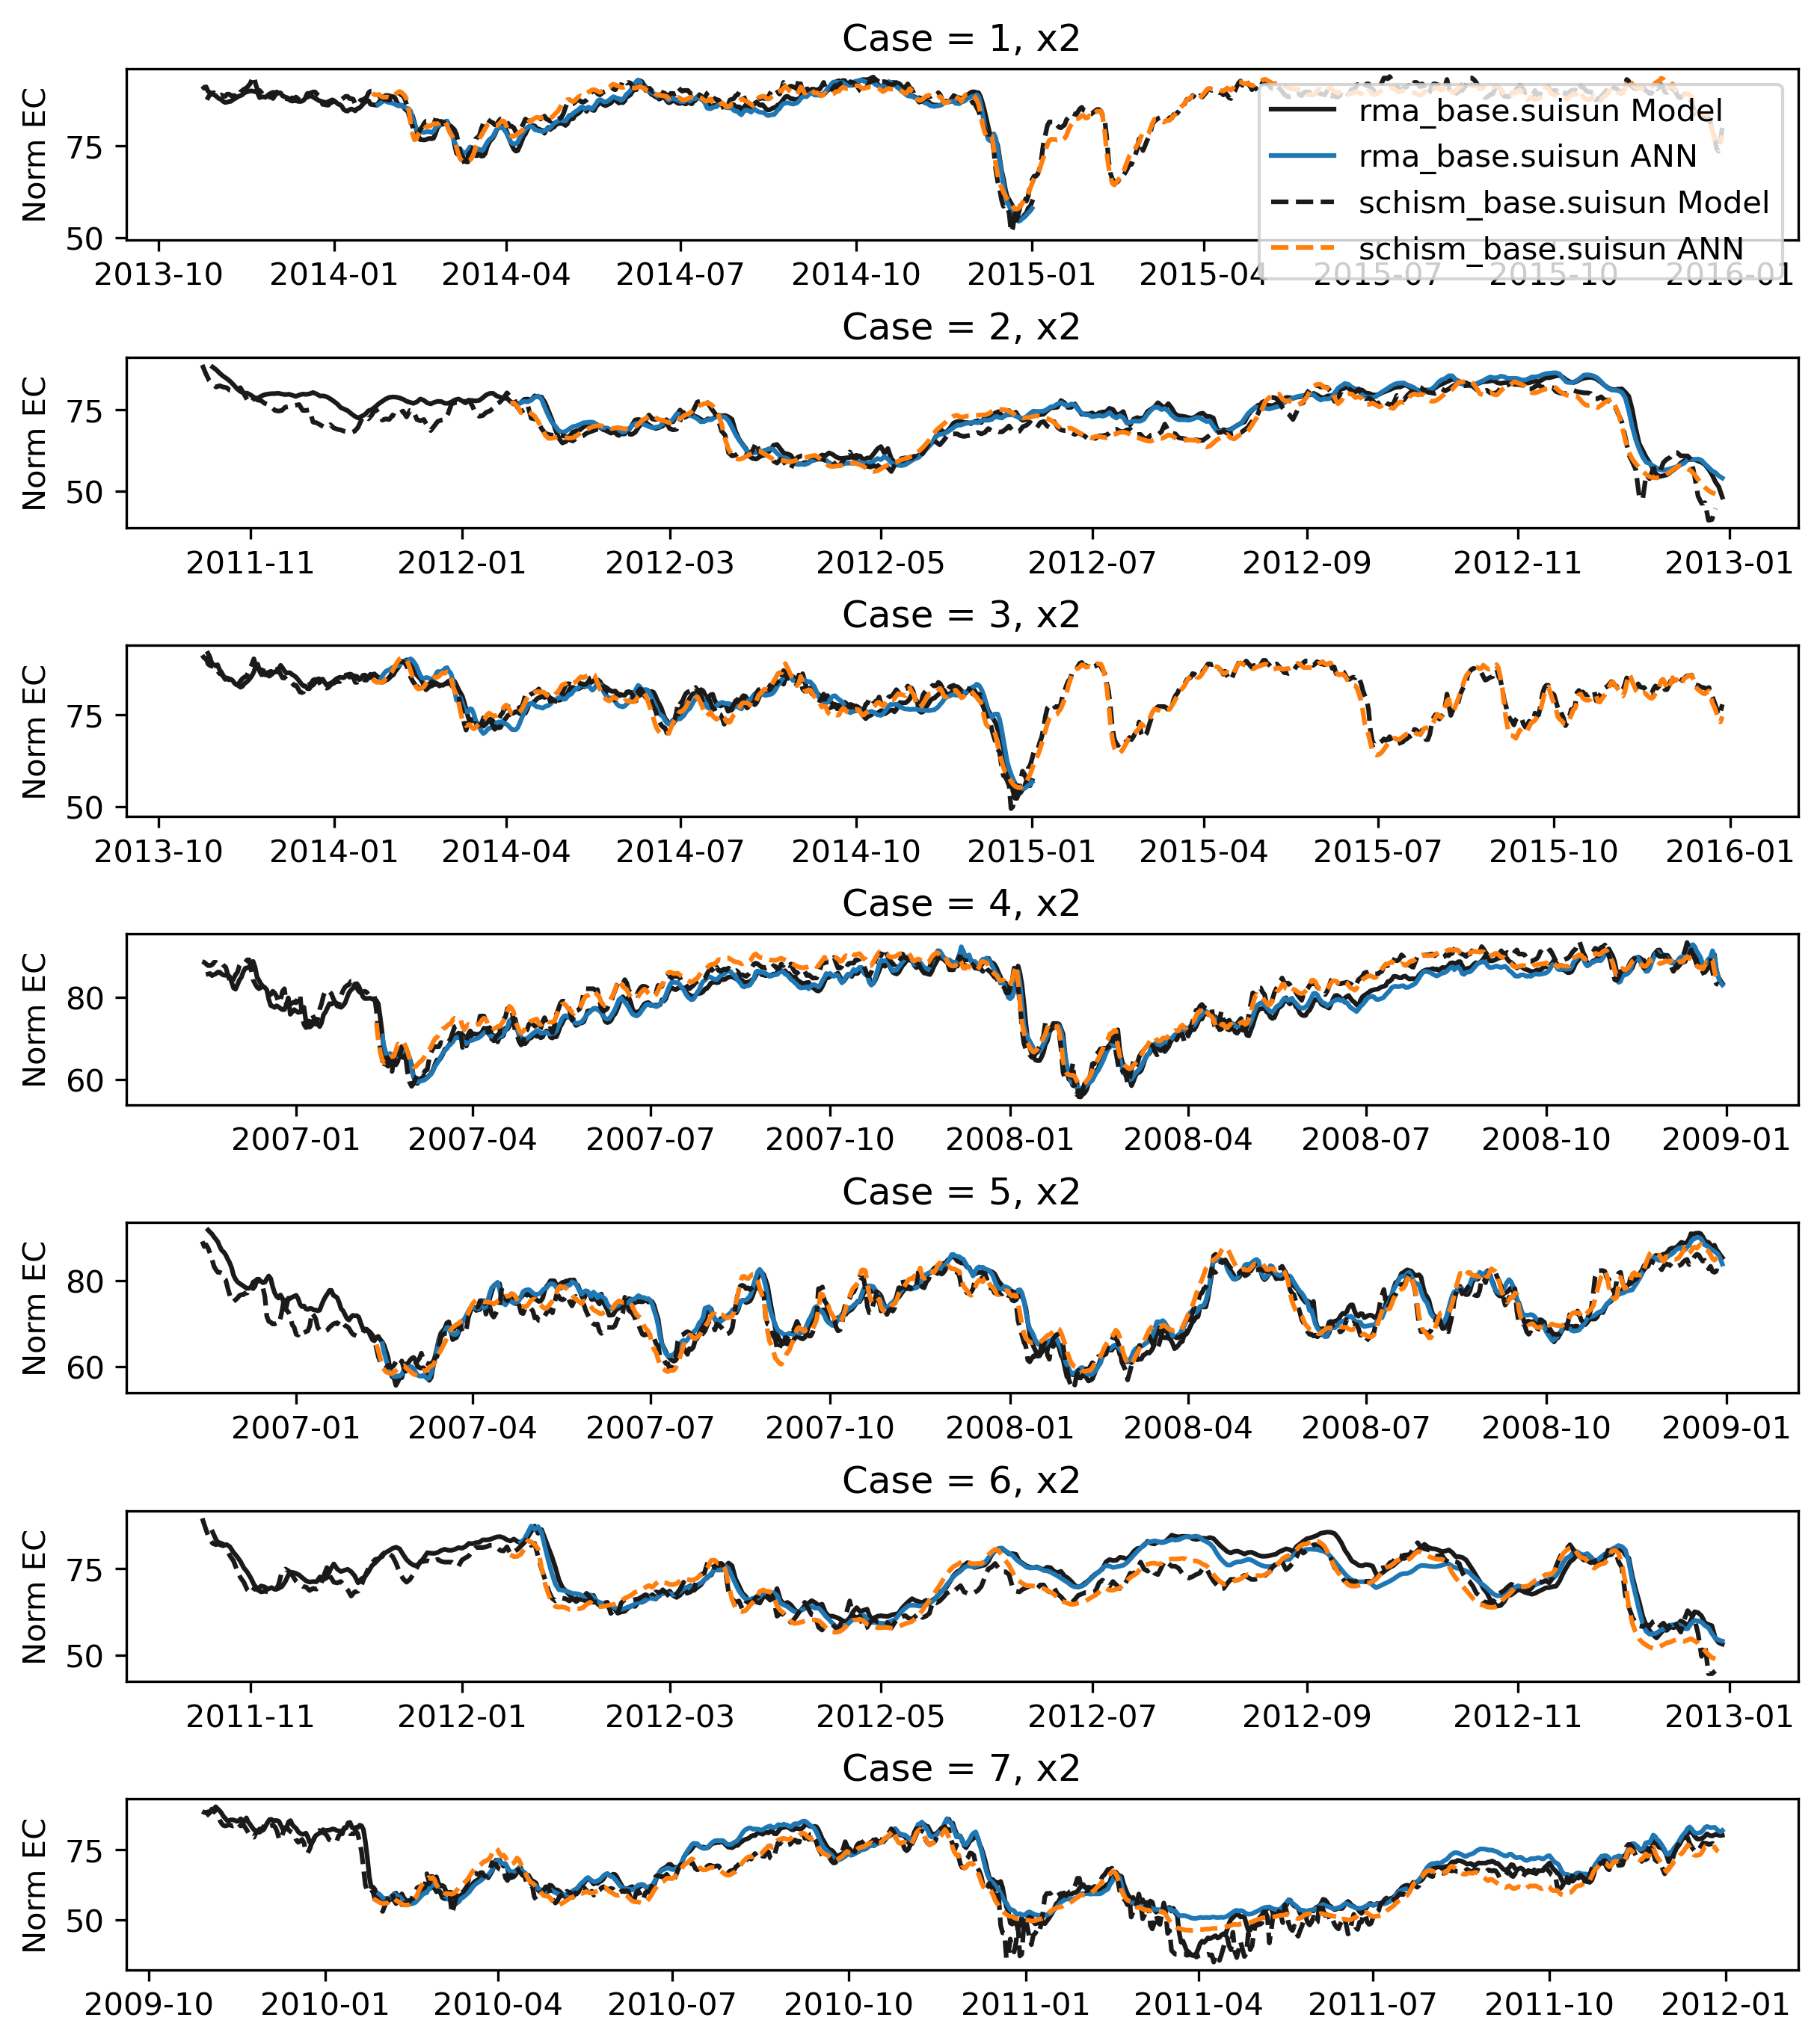 Case = 1, x2
Norm EC
75
50
rma_base.suisun Model
rma_base.suisun ANN
schism_base.suisun Model
schism_base.suisun ANN
2013-10 2014-01 2014-04 2014-07 2014-10 2015-01 2015-04 2015-07 2015-10 2016-01
Case = 2, x2
Norm EC
75
50
2011-11 2012-01 2012-03 2012-05 2012-07 2012-09 2012-11 2013-01
Case = 3, x2
Norm EC
75
50
2013-10 2014-01 2014-04 2014-07 2014-10 2015-01 2015-04 2015-07 2015-10 2016-01
Case = 4, x2
Norm EC
80
60
2007-01 2007-04 2007-07 2007-10 2008-01 2008-04 2008-07 2008-10 2009-01
Case = 5, x2
Norm EC
80
60
2007-01 2007-04 2007-07 2007-10 2008-01 2008-04 2008-07 2008-10 2009-01
Case = 6, x2
Norm EC
75
50
2011-11 2012-01 2012-03 2012-05 2012-07 2012-09 2012-11 2013-01
Case = 7, x2
Norm EC
75
50
2009-10 2010-01 2010-04 2010-07 2010-10 2011-01 2011-04 2011-07 2011-10 2012-01